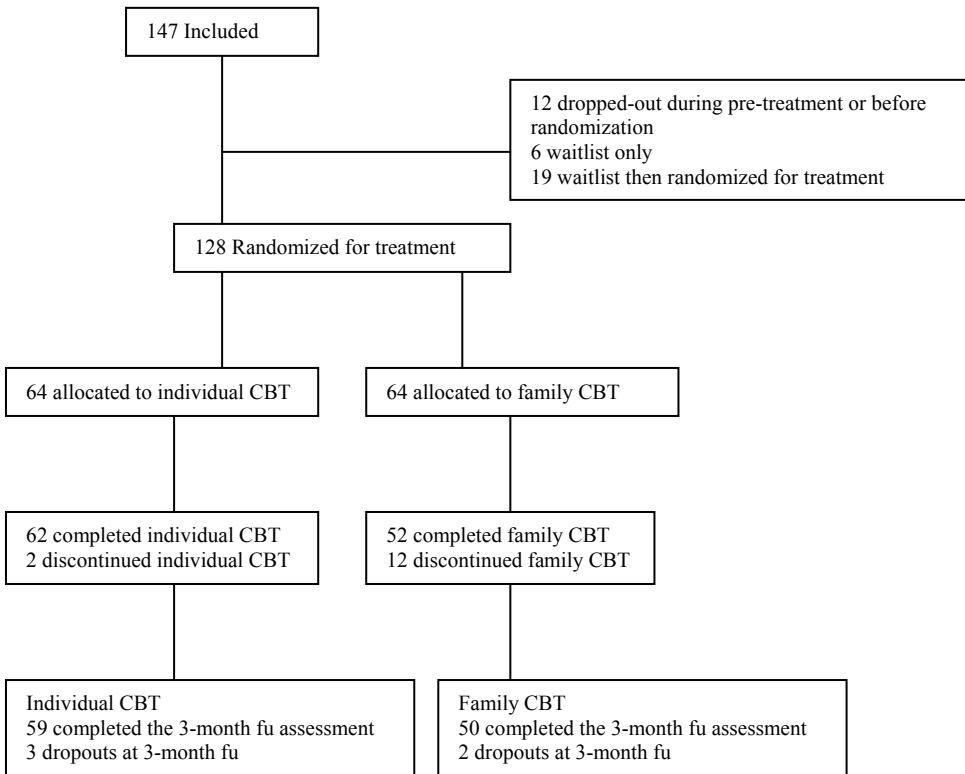 147 Included
12 dropped-out during pre-treatment or before
randomization
6 waitlist only
19 waitlist then randomized for treatment
128 Randomized for treatment
64 allocated to individual CBT
64 allocated to family CBT
62 completed individual CBT
2 discontinued individual CBT
52 completed family CBT
12 discontinued family CBT
Individual CBT
59 completed the 3-month fu assessment
3 dropouts at 3-month fu
Family CBT
50 completed the 3-month fu assessment
2 dropouts at 3-month fu